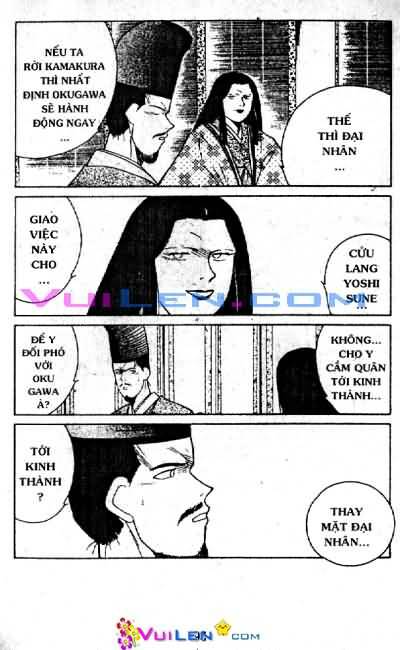 NẾU TA
RỜI KAMAKURA
THÌ NHẤT
ĐỊNH OKUGAWA
SẼ HÀNH
ĐỘNG NGAY
...
THẾ
THÌ ĐẠI
NHÂN
...
GIAO
VIỆC
NÀY
CHO
...
CỬU
LANG
YOSHI
SUNE
...
VUILEN.COM
ĐỂ Y
ĐỐI PHÓ
VỚI
OKU
GAWA
À?
KHÔNG...
CHO Y
CẦM QUÂN
TỚI KINH
THÀNH...
TỚI
KINH
THÀNH
?
THAY
MẶT ĐẠI
NHÂN...
VUILEN.COM